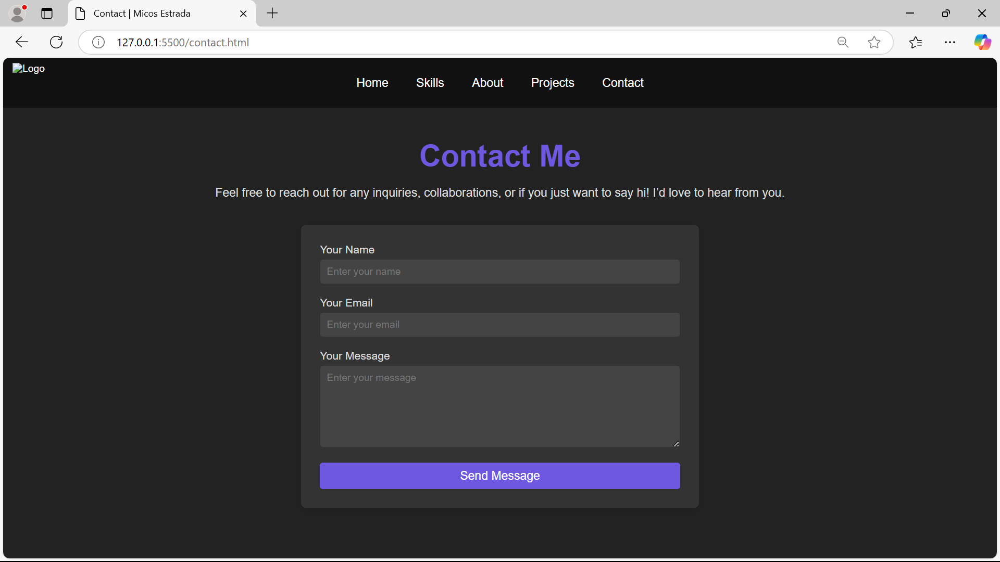 Contact | Micos Estrada
127.0.0.1:5500/contact.html
Logo
Home Skills About Projects Contact
Contact Me
Feel free to reach out for any inquiries, collaborations, or if you just want to say hi! I’d love to hear from you.
Your Name
Enter your name
Your Email
Enter your email
Your Message
Enter your message
Send Message